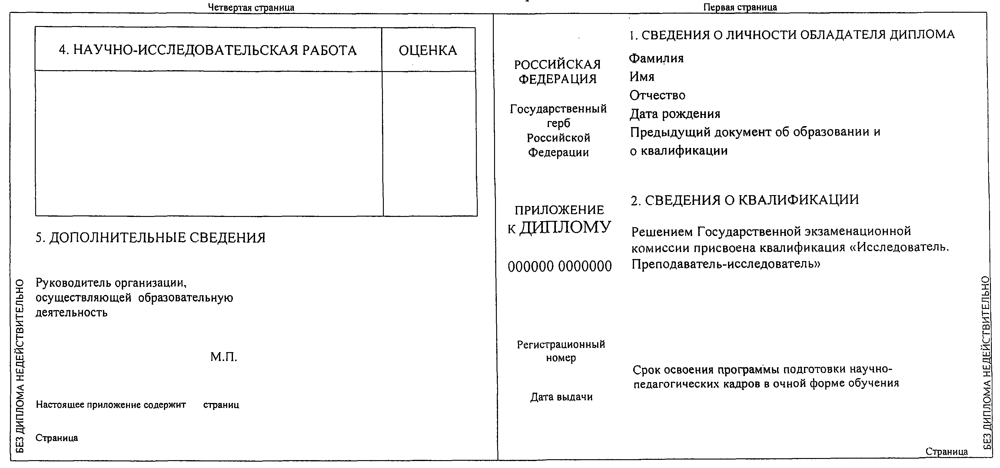 Четвертая страница
4. НАУЧНО-ИССЛЕДОВАТЕЛЬСКАЯ РАБОТА
ОЦЕНКА
5. ДОПОЛНИТЕЛЬНЫЕ СВЕДЕНИЯ
Руководитель организации,
осуществляющей образовательную
деятельность
М.П.
Настоящее приложение содержит страниц
Страница
БЕЗ ДИПЛОМА НЕДЕЙСТВИТЕЛЬНО
Первая страница
РОССИЙСКАЯ
ФЕДЕРАЦИЯ
Государственный
герб
Российской
Федерации
ПРИЛОЖЕНИЕ
К ДИПЛОМУ
000000 0000000
Регистрационный
номер
Дата выдачи
1. СВЕДЕНИЯ О ЛИЧНОСТИ ОБЛАДАТЕЛЯ ДИПЛОМА
Фамилия
Имя
Отчество
Дата рождения
Предыдущий документ об образовании и
о квалификации
2. СВЕДЕНИЯ О КВАЛИФИКАЦИИ
Решением Государственной экзаменационной
комиссии присвоена квалификация «Исследователь.
Преподаватель-исследователь»
Срок освоения программы подготовки научно-
педагогических кадров в очной форме обучения
Страница
БЕЗ ДИПЛОМА НЕДЕЙСТВИТЕЛЬНО